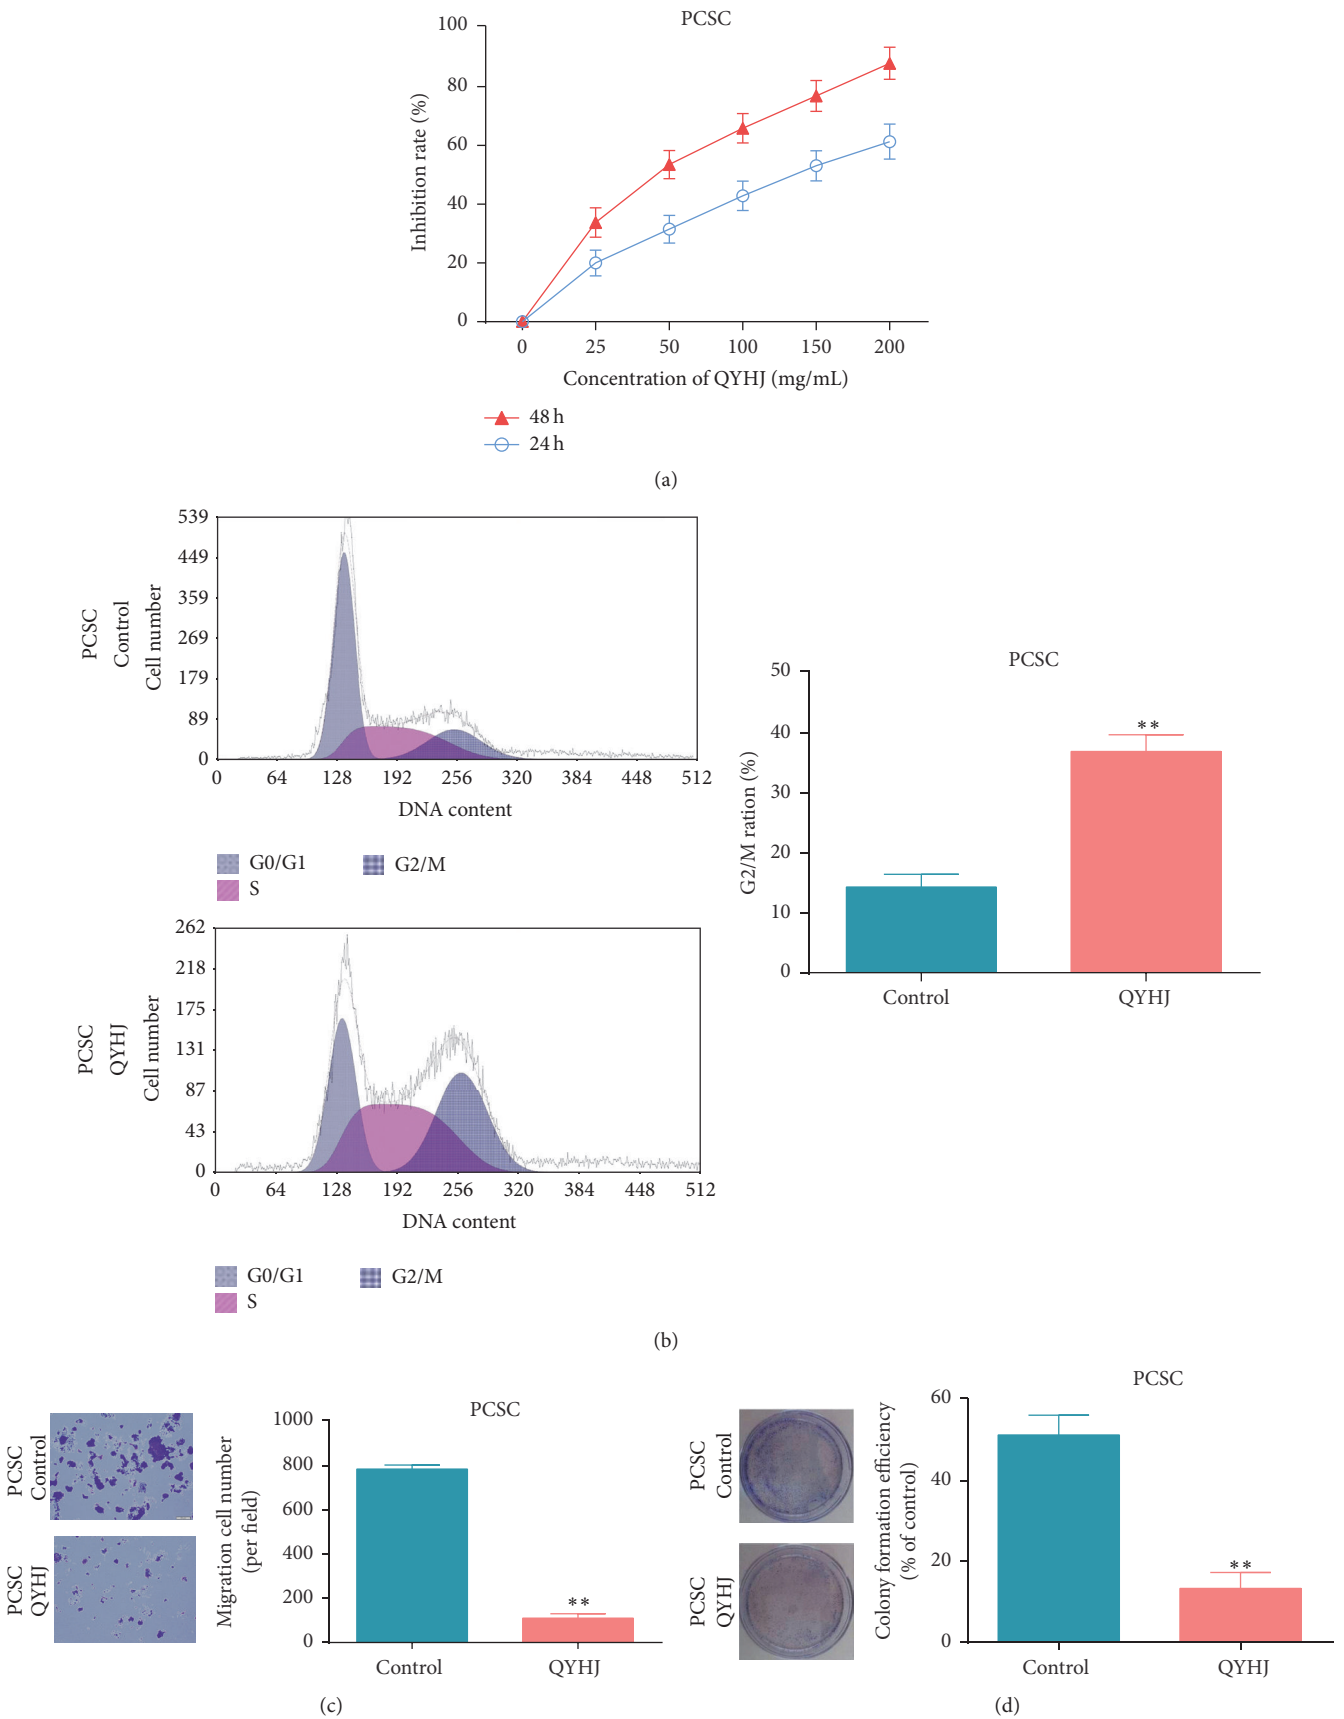 PCSC
100
80
60
40
20
0
Inhibition rate (%)
0 25 50 100 150 200
Concentration of QYHJ (mg/mL)
48 h
24 h
(a)
PCSC
Control
Cell number
539
449
359
269
179
89
0
0 64 128 192 256 320 384 448 512
DNA content
G0/G1 G2/M
S
PCSC
QYHJ
Cell number
262
218
175
131
87
43
0
0 64 128 192 256 320 384 448 512
DNA content
G0/G1 G2/M
S
PCSC
G2/M ration (%)
50
40
30
20
10
0
**
Control QYHJ
(b)
PCSC
Control
PCSC
QYHJ
PCSC
Migration cell number
(per field)
1000
800
600
400
200
0
**
Control QYHJ
(c)
PCSC
Control
PCSC
QYHJ
PCSC
Colony formation efficiency
(% of control)
60
40
20
0
**
Control QYHJ
(d)